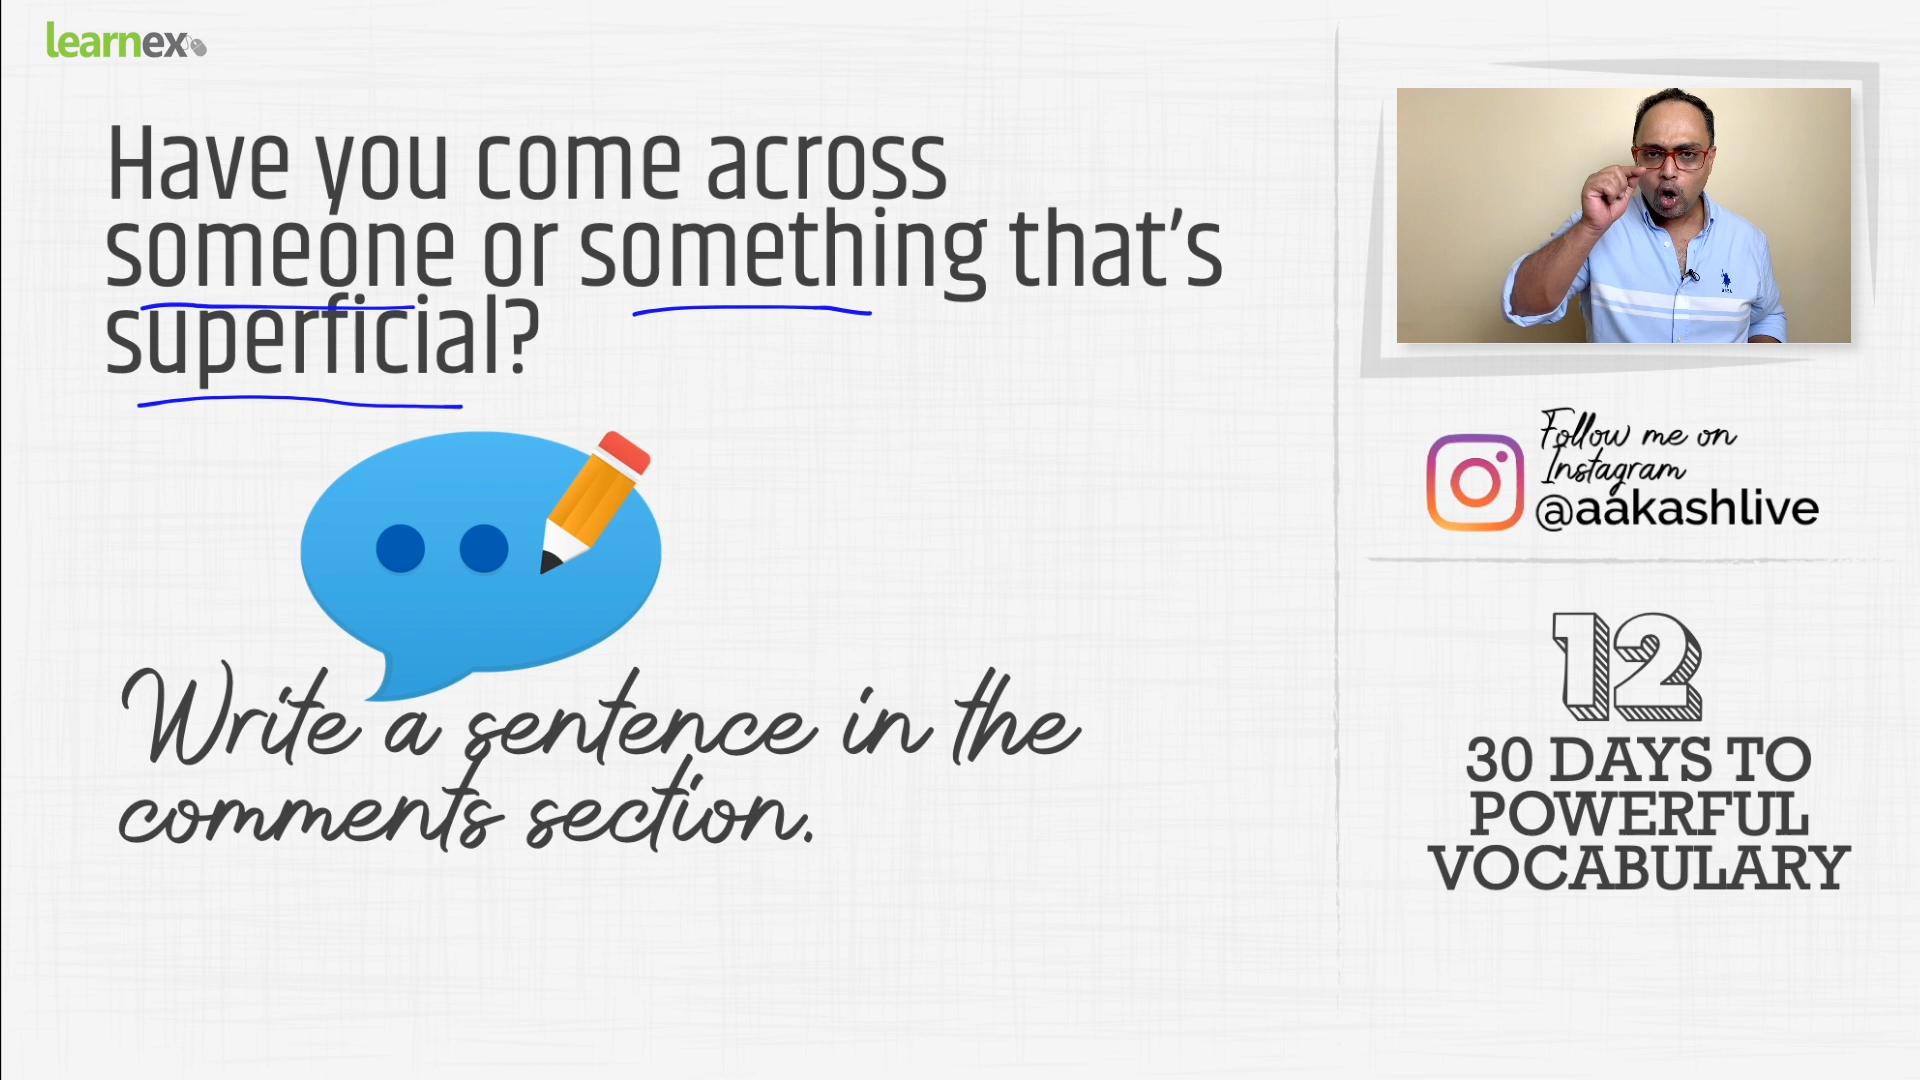 learnex
Have you come across
someone or something that's
superficial?
Write a sentence in the
comments section.
Follow me on
Instagram
@aakashlive
12
30 DAYS TO
POWERFUL
VOCABULARY